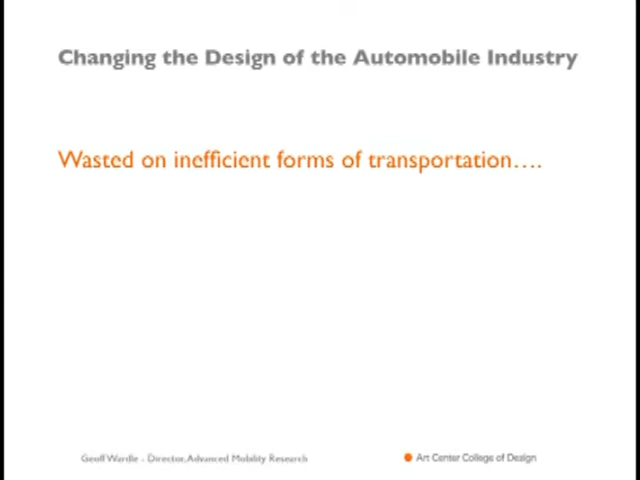 Changing the Design of the Automobile Industry
Wasted on inefficient forms of transportation….
Geoff Wardle - Director, Advanced Mobility Research
Art Center College of Design